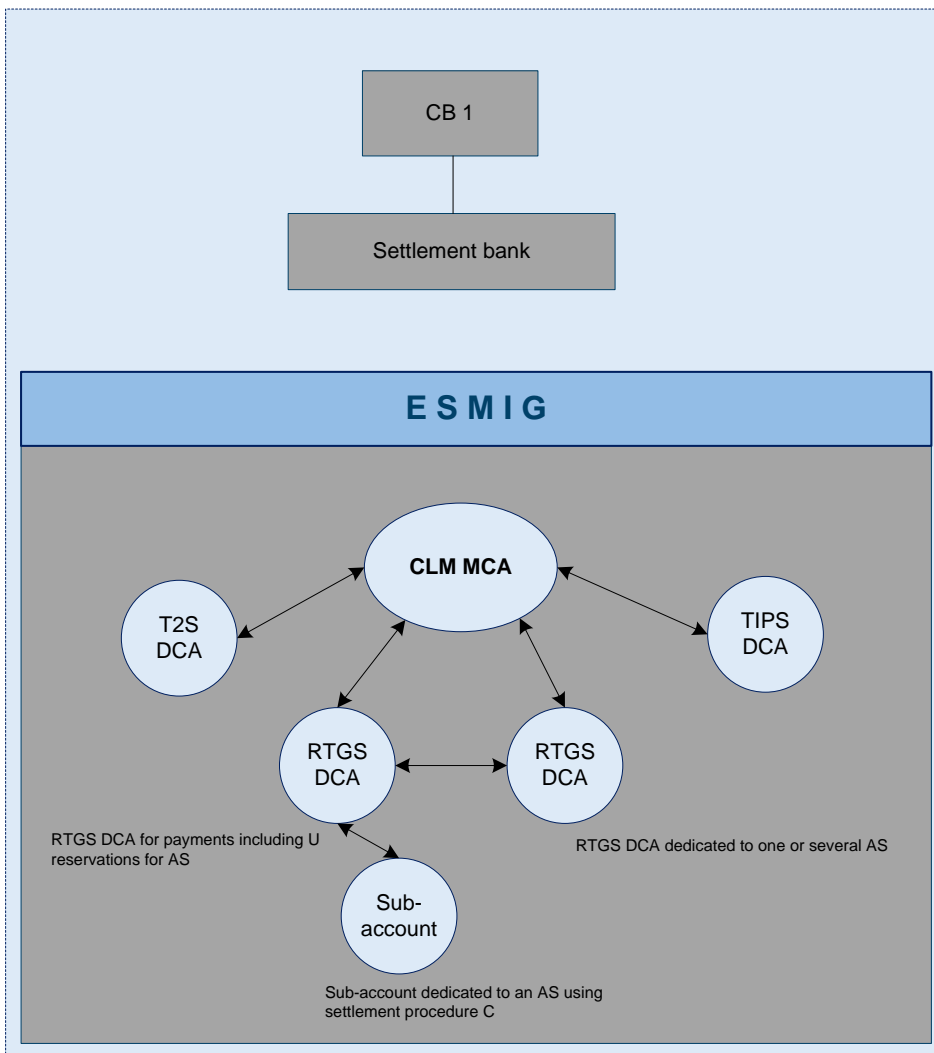 CB 1
Settlement bank
E S M I G
CLM MCA
T2S
DCA
TIPS
DCA
RTGS
DCA
RTGS
DCA
RTGS DCA for payments including U
reservations for AS
RTGS DCA dedicated to one or several AS
Sub-
account
Sub-account dedicated to an AS using
settlement procedure C